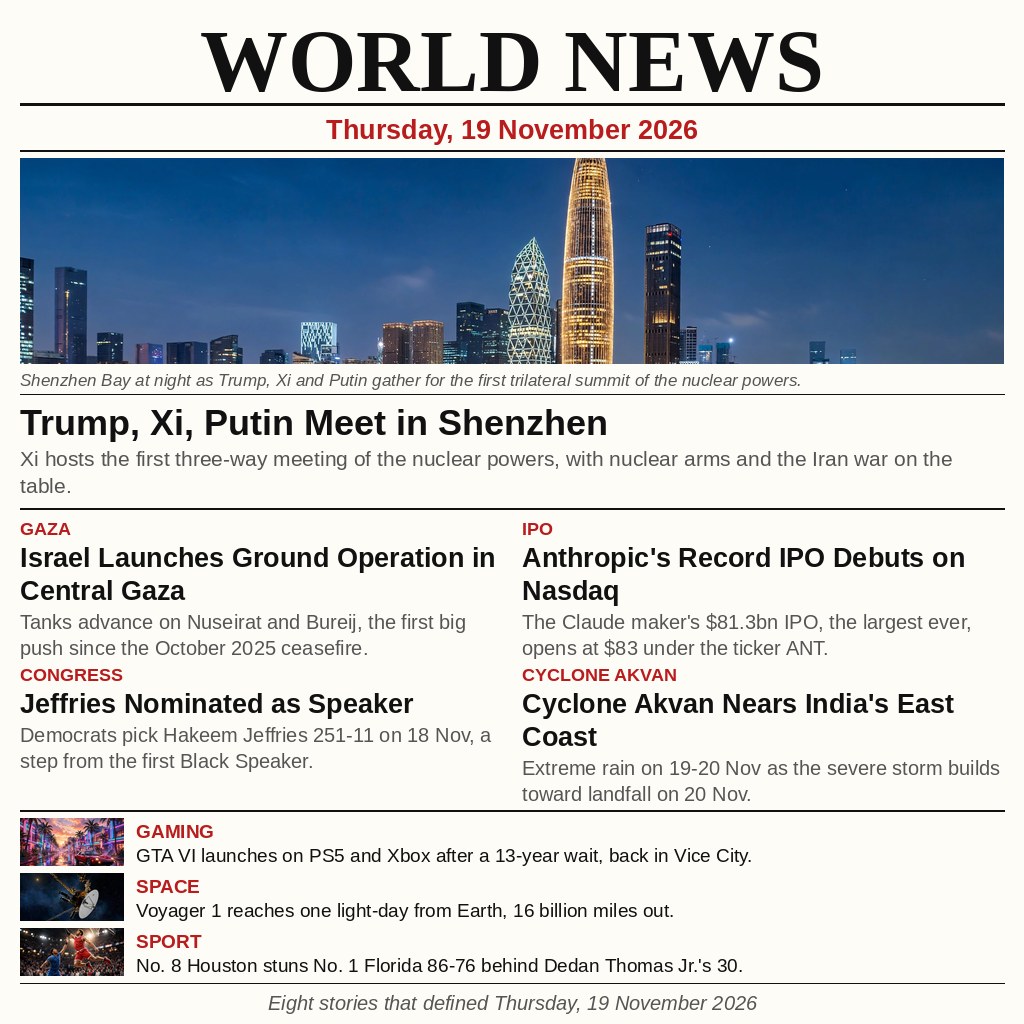 WORLD NEWS
Thursday, 19 November 2026
Shenzhen Bay at night as Trump, Xi and Putin gather for the first trilateral summit of the nuclear powers.
Trump, Xi, Putin Meet in Shenzhen
Xi hosts the first three-way meeting of the nuclear powers, with nuclear arms and the Iran war on the
table.
GAZA
Israel Launches Ground Operation in
Central Gaza
Tanks advance on Nuseirat and Bureij, the first big
push since the October 2025 ceasefire.
CONGRESS
Jeffries Nominated as Speaker
Democrats pick Hakeem Jeffries 251-11 on 18 Nov, a
step from the first Black Speaker.
IPO
Anthropic's Record IPO Debuts on
Nasdaq
The Claude maker's $81.3bn IPO, the largest ever,
opens at $83 under the ticker ANT.
CYCLONE AKVAN
Cyclone Akvan Nears India's East
Coast
Extreme rain on 19-20 Nov as the severe storm builds
toward landfall on 20 Nov.
GAMING
GTA VI launches on PS5 and Xbox after a 13-year wait, back in Vice City.
SPACE
Voyager 1 reaches one light-day from Earth, 16 billion miles out.
SPORT
No. 8 Houston stuns No. 1 Florida 86-76 behind Dedan Thomas Jr.'s 30.
Eight stories that defined Thursday, 19 November 2026